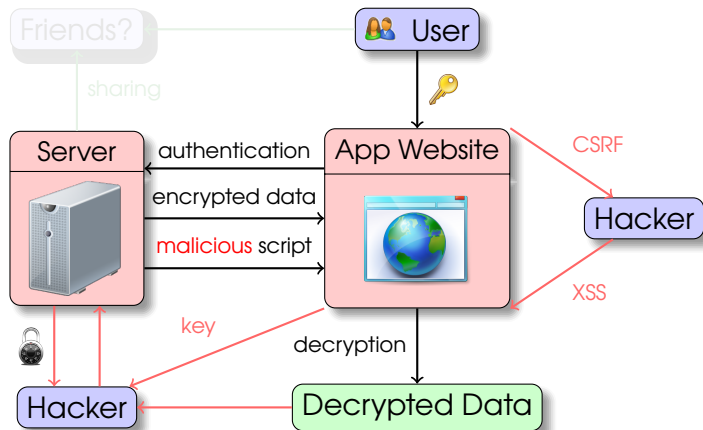 Friends?
User
sharing
Server
authentication
App Website
CSRF
encrypted data
Hacker
malicious script
XSS
key
decryption
Hacker
Decrypted Data